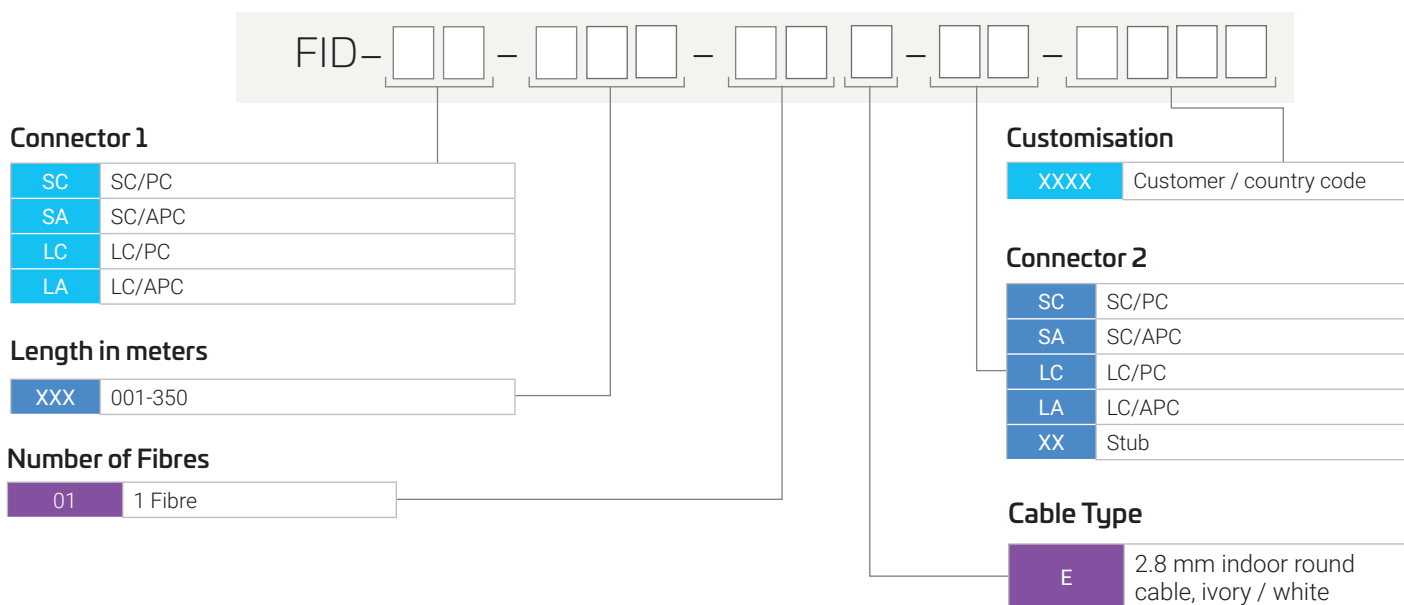 FID- - - - -
Connector 1
SC SC/PC
SA SC/APC
LC LC/PC
LA LC/APC
Length in meters
XXX 001-350
Number of Fibres
01 1 Fibre
Customisation
XXXX Customer / country code
Connector 2
SC SC/PC
SA SC/APC
LC LC/PC
LA LC/APC
XX Stub
Cable Type
E 2.8 mm indoor round
cable, ivory / white